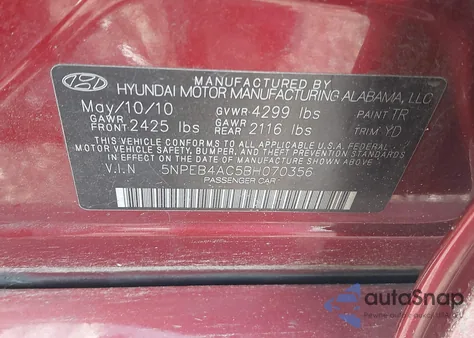 MANUFACTURED BY
HYUNDAI MOTOR MANUFACTURING ALABAMA, LLC
May/10/10 GVWR 4299 lbs PAINT TR
GAWR FRONT 2425 lbs GAWR REAR 2116 lbs TRIM YD
THIS VEHICLE CONFORMS TO ALL APPLICABLE U.S.A. FEDERAL
MOTOR VEHICLE SAFETY, BUMPER, AND THEFT PREVENTION STANDARDS
IN EFFECT ON THE DATE OF MANUFACTURE SHOWN ABOVE.
V.I.N 5NPEB4AC5BH070356
PASSENGER CAR
autoSnap